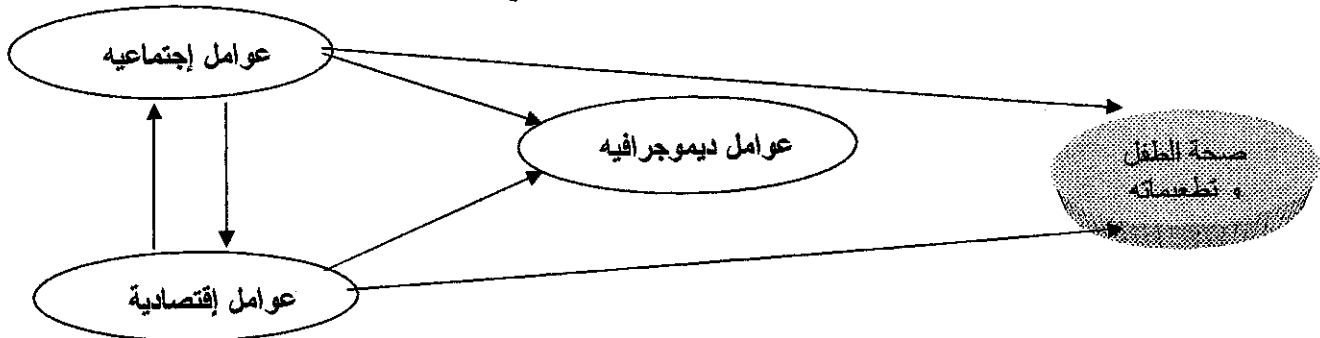 عوامل إجتماعيه
عوامل ديموجرافيه
صحة الطفل
و تطعيماته
عوامل إقتصادية